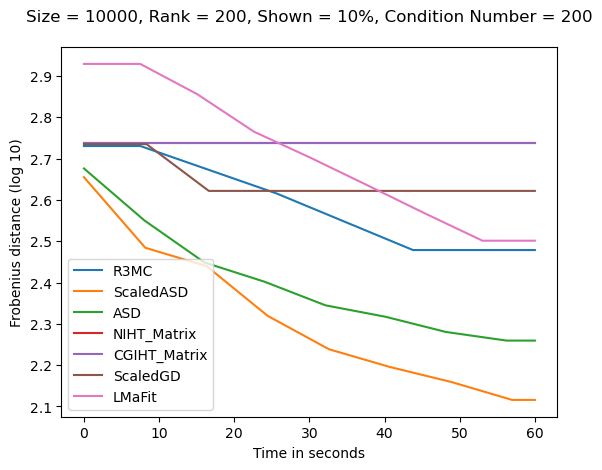 Size = 10000, Rank = 200, Shown = 10%, Condition Number = 200
Frobenius distance (log 10)
2.9
2.8
2.7
2.6
2.5
2.4
2.3
2.2
2.1
R3MC
ScaledASD
ASD
NIHT_Matrix
CGIHT_Matrix
ScaledGD
LMaFit
0 10 20 30 40 50 60
Time in seconds